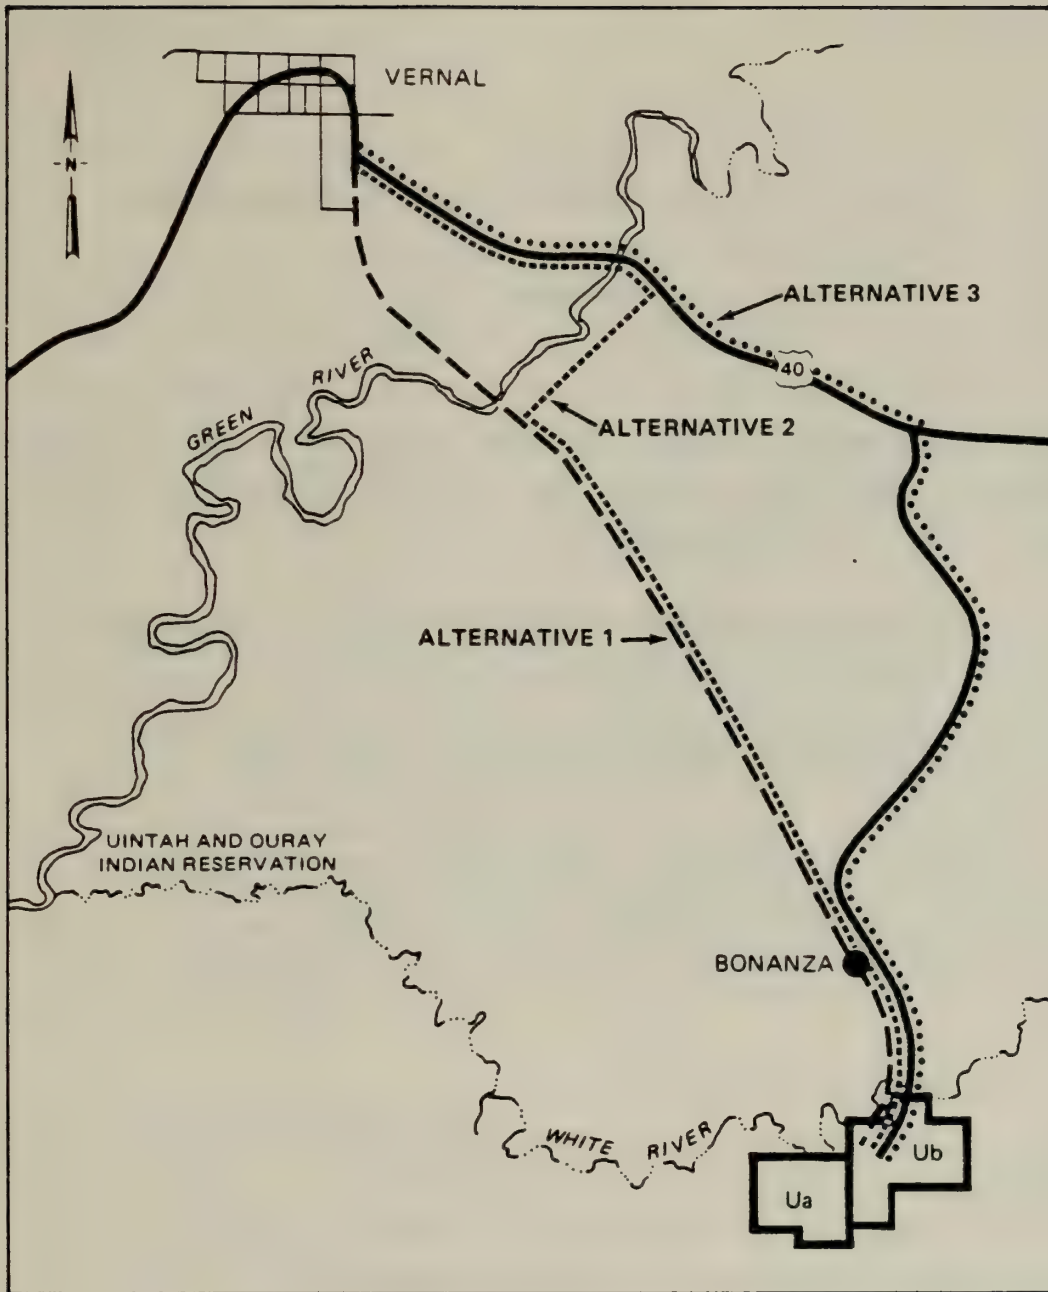 VERNAL
-N-
ALTERNATIVE 3
40
RIVER
GREEN
ALTERNATIVE 2
ALTERNATIVE 1
UINTAH AND OURAY
INDIAN RESERVATION
BONANZA
WHITE RIVER
Ub
Ua